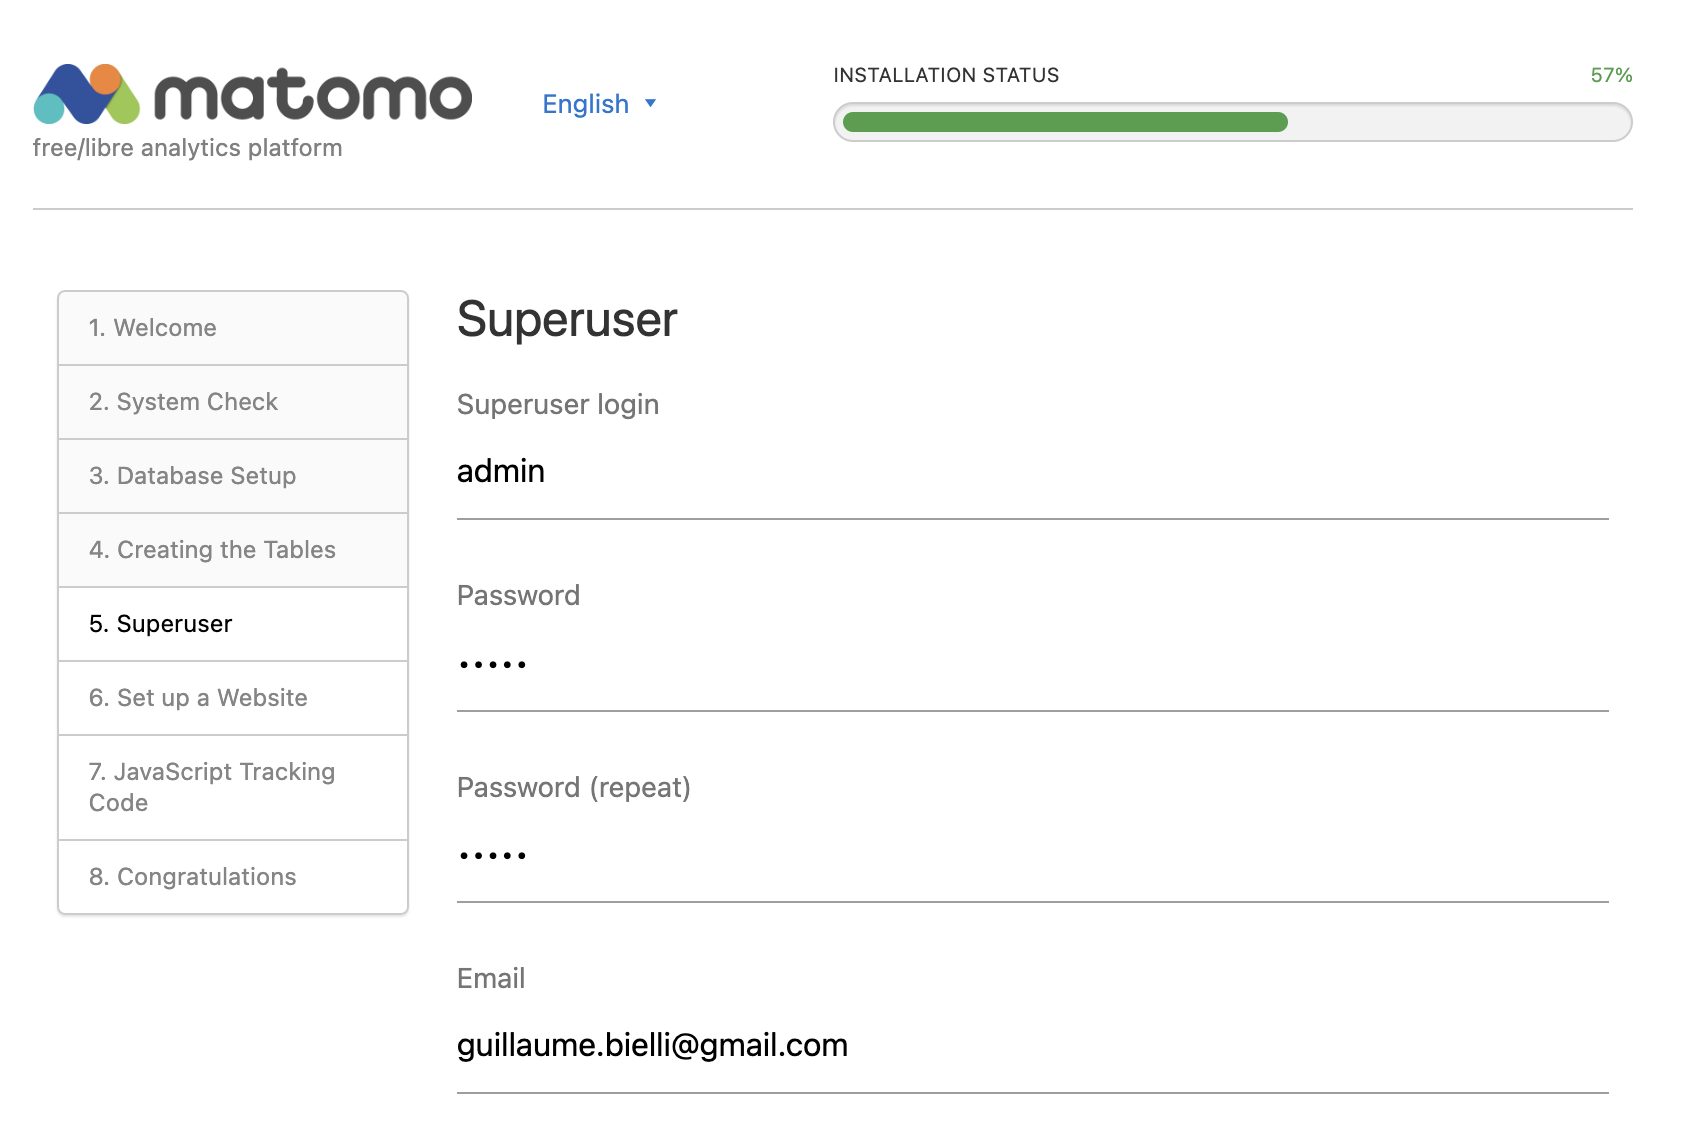 matomo
free/libre analytics platform
English
INSTALLATION STATUS
57%
1. Welcome
2. System Check
3. Database Setup
4. Creating the Tables
5. Superuser
6. Set up a Website
7. JavaScript Tracking
Code
8. Congratulations
Superuser
Superuser login
admin
Password
•••••
Password (repeat)
•••••
Email
guillaume.bielli@gmail.com